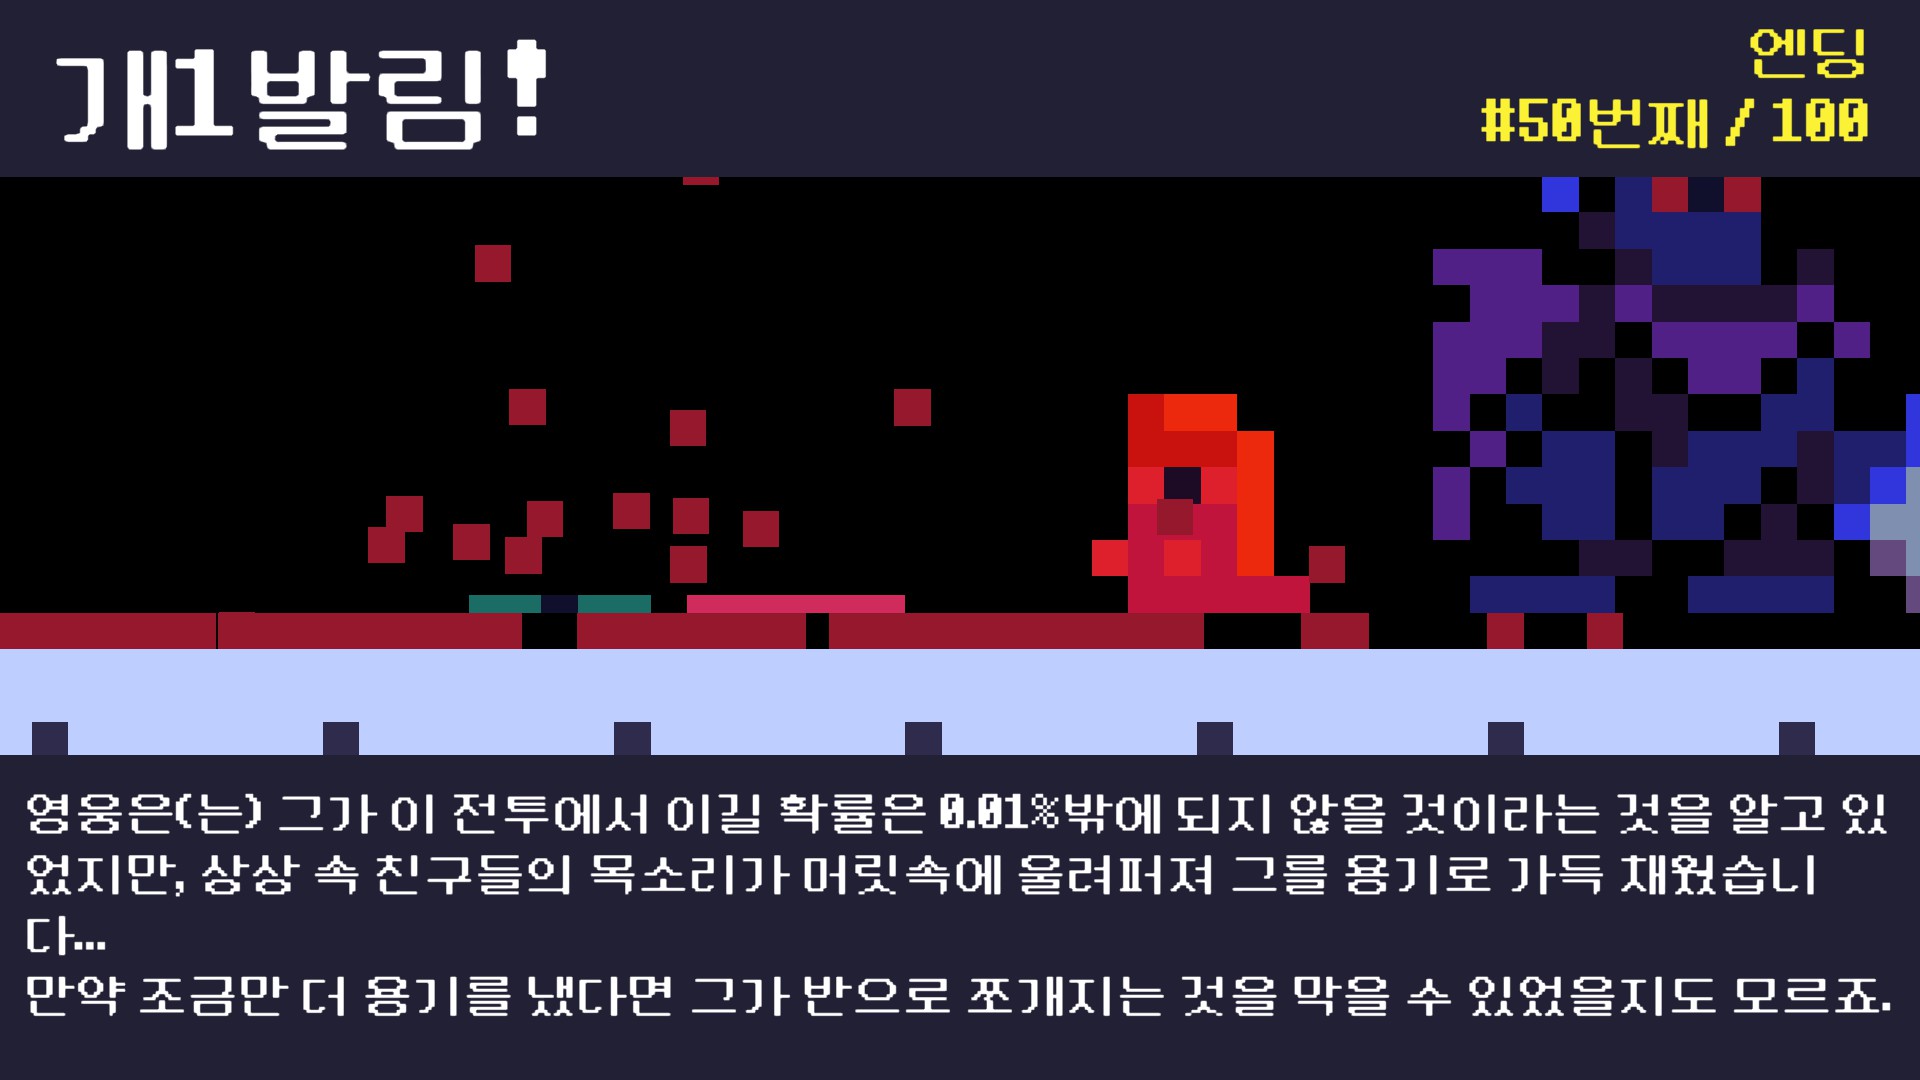 개1발림!
엔딩
#50번째 / 100
영웅은(는) 그가 이 전투에서 이길 확률은 0.01%밖에 되지 않을 것이라는 것을 알고 있
었지만, 상상 속 친구들의 목소리가 머릿속에 울려퍼져 그를 용기로 가득 채웠습니
다...
만약 조금만 더 용기를 냈다면 그가 반으로 쪼개지는 것을 막을 수 있었을지도 모르죠.